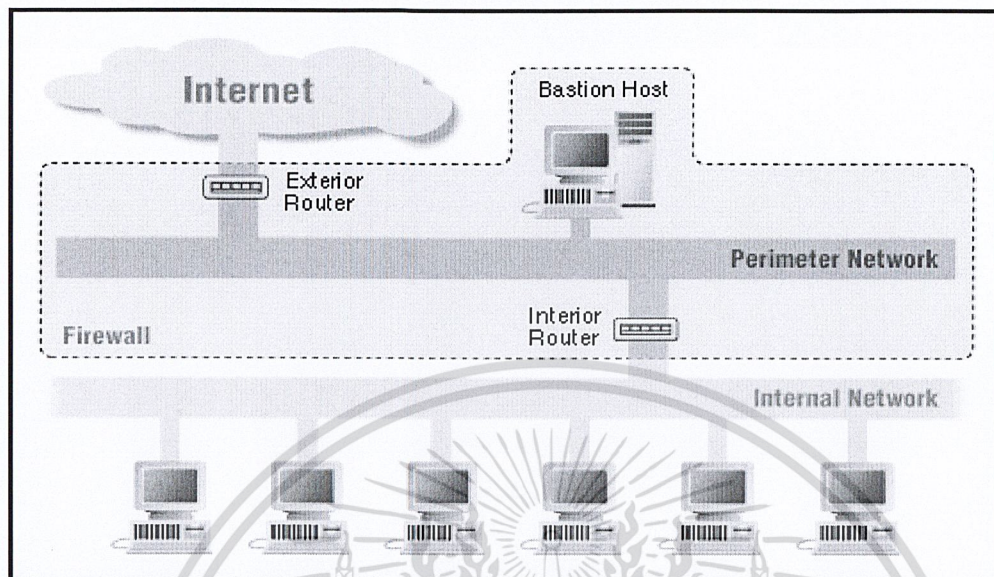 Internet
Bastion Host
Exterior
Router
Perimeter Network
Interior
Router
Firewall
Internal Network